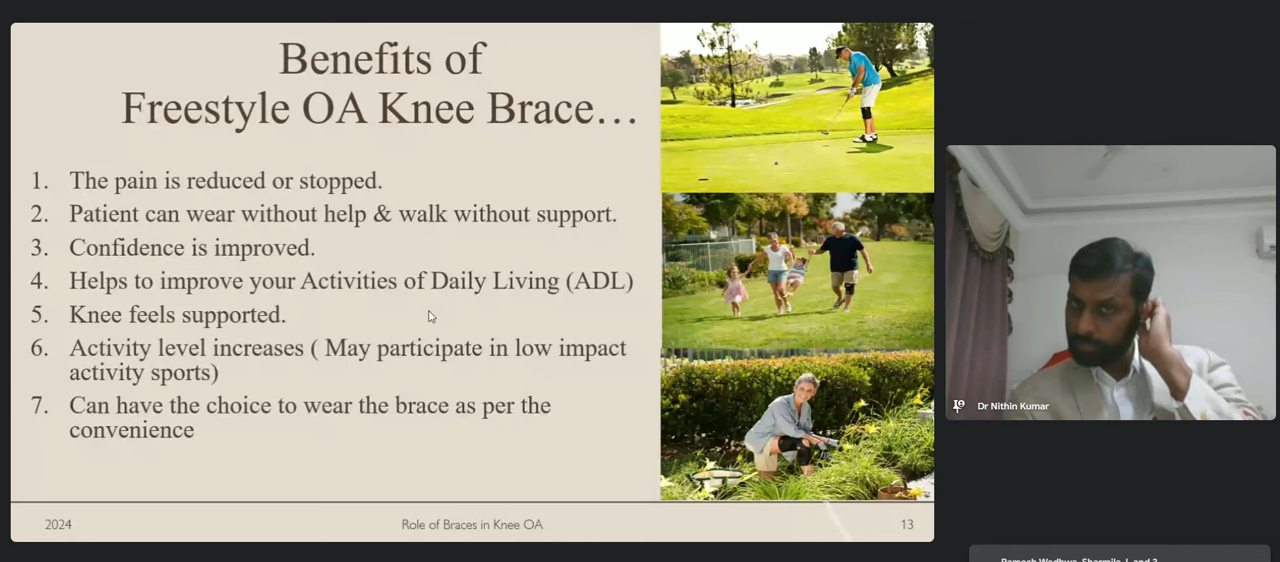 Benefits of
Freestyle OA Knee Brace...
1. The pain is reduced or stopped.
2. Patient can wear without help & walk without support.
3. Confidence is improved.
4. Helps to improve your Activities of Daily Living (ADL)
5. Knee feels supported.
6. Activity level increases ( May participate in low impact
activity sports)
7. Can have the choice to wear the brace as per the
convenience
2024
Role of Braces in Knee OA
13
Dr Nithin Kumar